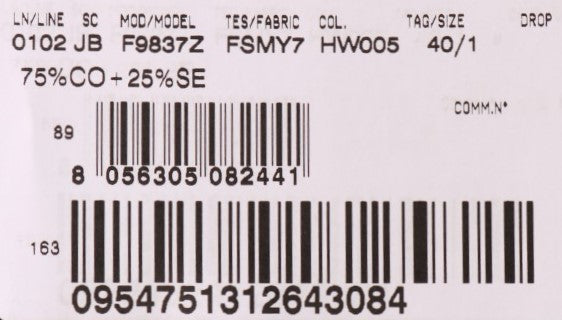 LN/LINE SC MOD/MODEL TES/FABRIC COL. TAG/SIZE DROP
0102 JB F9837Z FSMY7 HW005 40/1
75%CO+25%SE
COMM.N°
89
8 056305 082441
163
0954751312643084